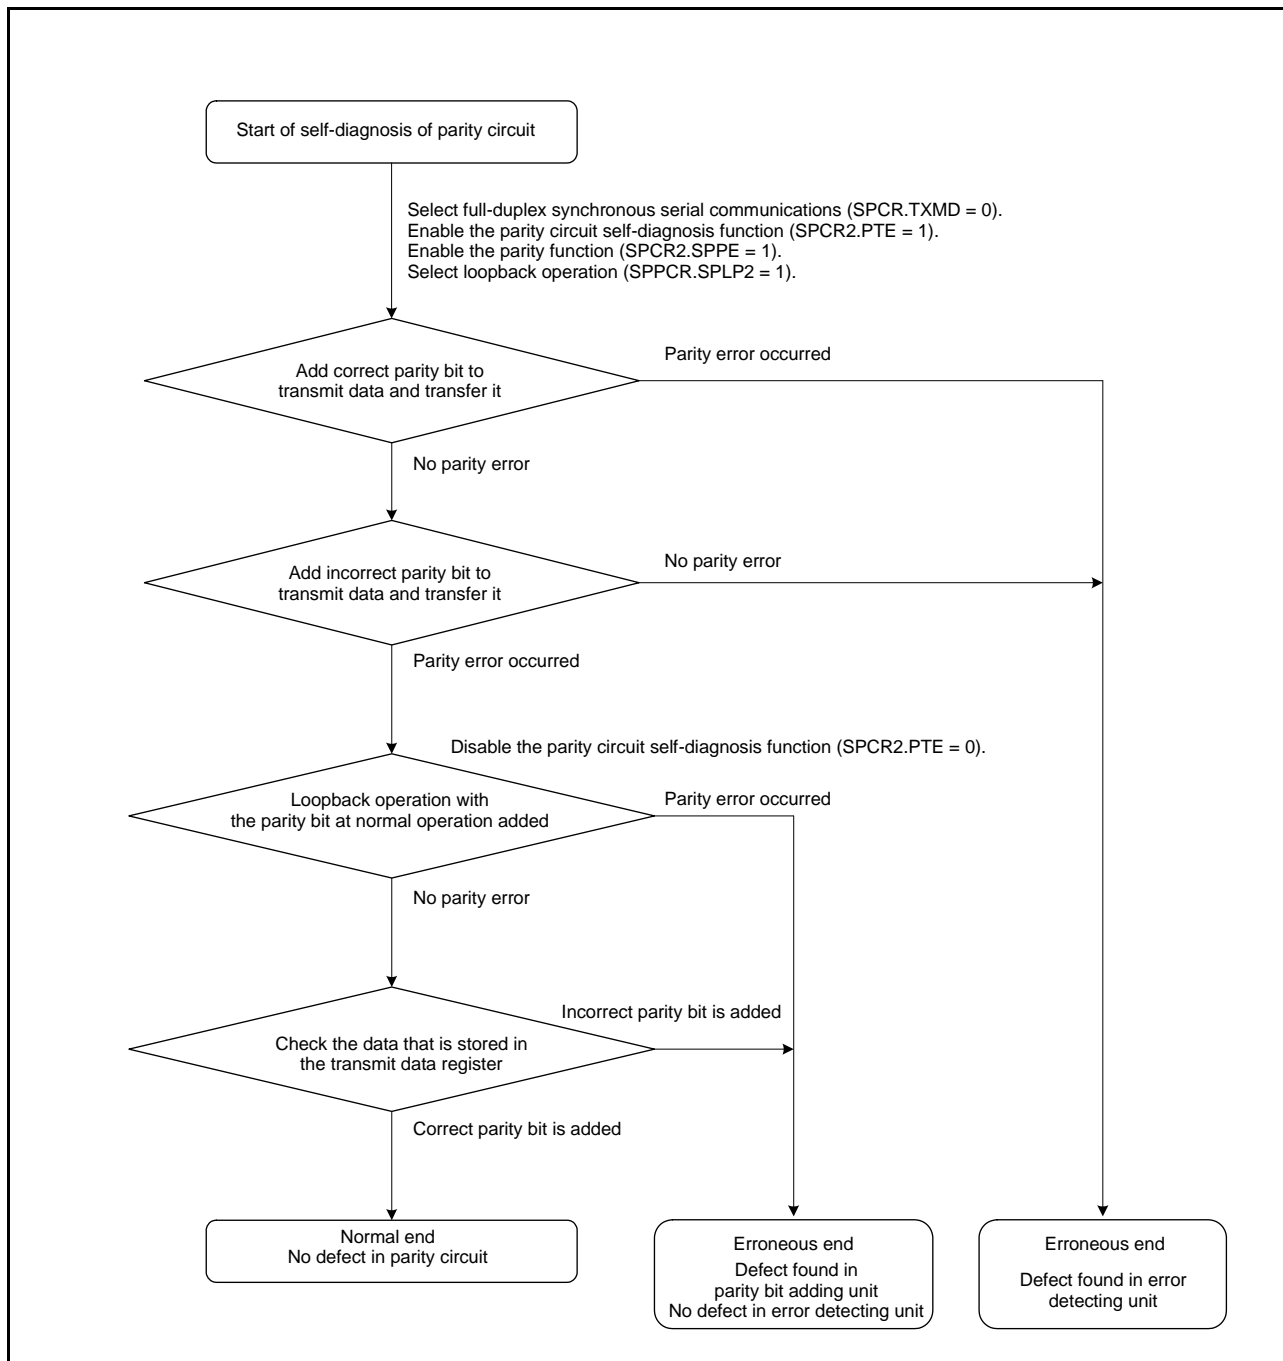 Start of self-diagnosis of parity circuit
Select full-duplex synchronous serial communications (SPCR.TXMD = 0).
Enable the parity circuit self-diagnosis function (SPCR2.PTE = 1).
Enable the parity function (SPCR2.SPPE = 1).
Select loopback operation (SPPCR.SPLP2 = 1).
Parity error occurred
Add correct parity bit to
transmit data and transfer it
No parity error
No parity error
Add incorrect parity bit to
transmit data and transfer it
Parity error occurred
Disable the parity circuit self-diagnosis function (SPCR2.PTE = 0).
Parity error occurred
Loopback operation with
the parity bit at normal operation added
No parity error
Incorrect parity bit is added
Check the data that is stored in
the transmit data register
Correct parity bit is added
Normal end
No defect in parity circuit
Erroneous end
Defect found in
parity bit adding unit
No defect in error detecting unit
Erroneous end
Defect found in error
detecting unit